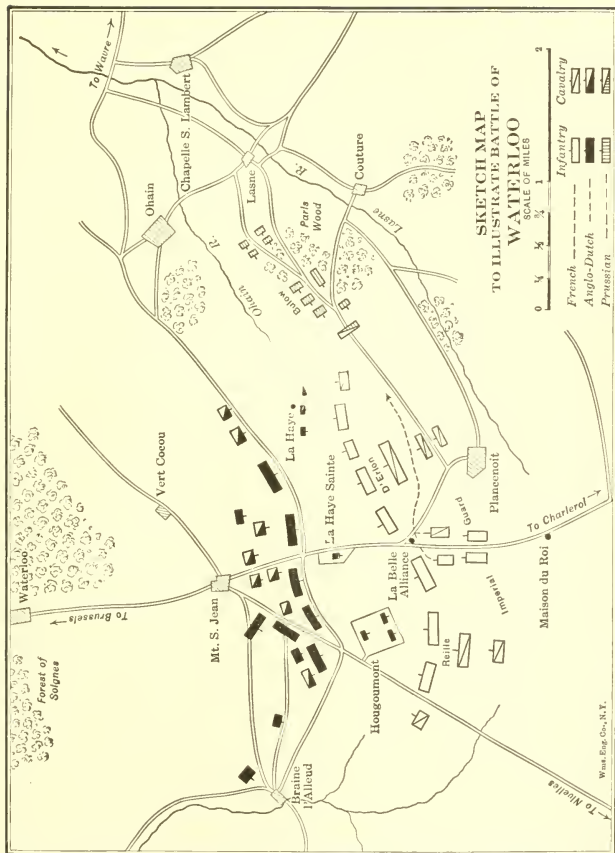 SKETCH MAP
TO ILLUSTRATE BATTLE OF
WATERLOO
SCALE OF MILES
0 ¼ ½ ¾ 1 2
Infantry Cavalry
French
Anglo-Dutch
Prussian
Waterloo
Forest of
Soignes
To Brussels
Vert Cocou
Mt. S. Jean
Braine
l'Alleud
Ohain
To Wavre
Chapelle S. Lambert
Ohain R.
Lasne
Lasne R.
Couture
Paris
Wood
Bulow
La Haye
La Haye Sainte
D'Erlon
Hougoumont
La Belle
Alliance
Reille
Imperial Guard
Plancenoit
Maison du Roi
To Charleroi
To Nivelles
Wms. Eng. Co., N.Y.